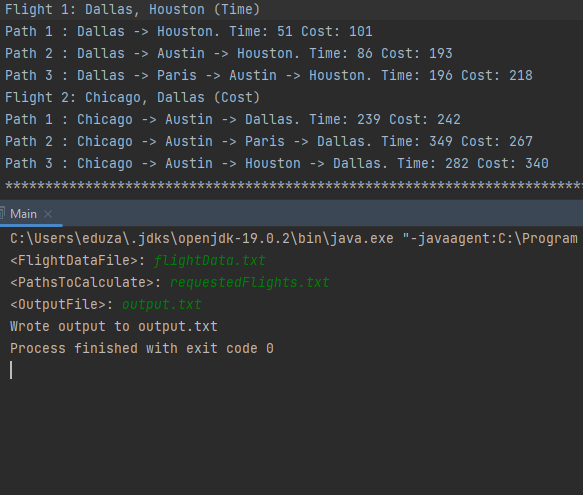 Flight 1: Dallas, Houston (Time)
Path 1 : Dallas -> Houston. Time: 51 Cost: 101
Path 2 : Dallas -> Austin -> Houston. Time: 86 Cost: 193
Path 3 : Dallas -> Paris -> Austin -> Houston. Time: 196 Cost: 218
Flight 2: Chicago, Dallas (Cost)
Path 1 : Chicago -> Austin -> Dallas. Time: 239 Cost: 242
Path 2 : Chicago -> Austin -> Paris -> Dallas. Time: 349 Cost: 267
Path 3 : Chicago -> Austin -> Houston -> Dallas. Time: 282 Cost: 340
************************************************************************
Main ×
C:\Users\eduza\.jdks\openjdk-19.0.2\bin\java.exe "-javaagent:C:\Program
<FlightDataFile>: flightData.txt
<PathsToCalculate>: requestedFlights.txt
<OutputFile>: output.txt
Wrote output to output.txt
Process finished with exit code 0